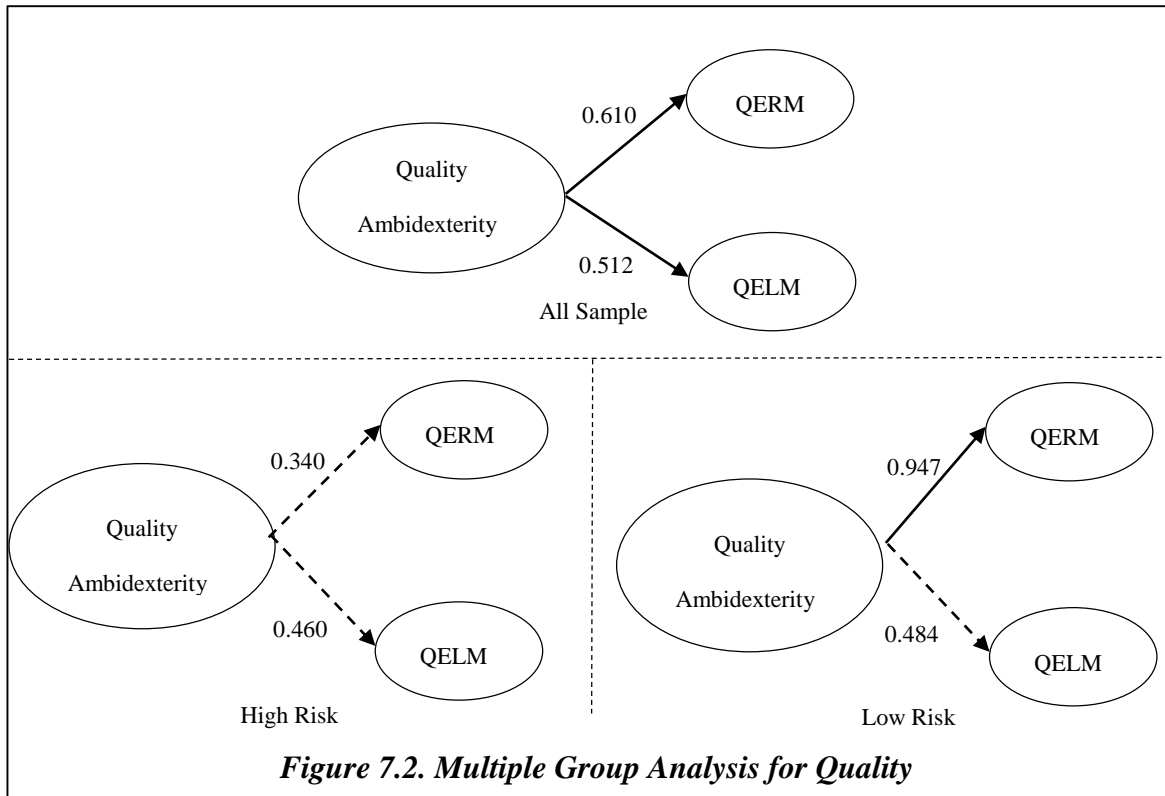 QERM
0.610
Quality
Ambidexterity
0.512
QELM
All Sample
QERM
0.340
Quality
Ambidexterity
0.460
QELM
High Risk
QERM
0.947
Quality
Ambidexterity
0.484
QELM
Low Risk
Figure 7.2. Multiple Group Analysis for Quality